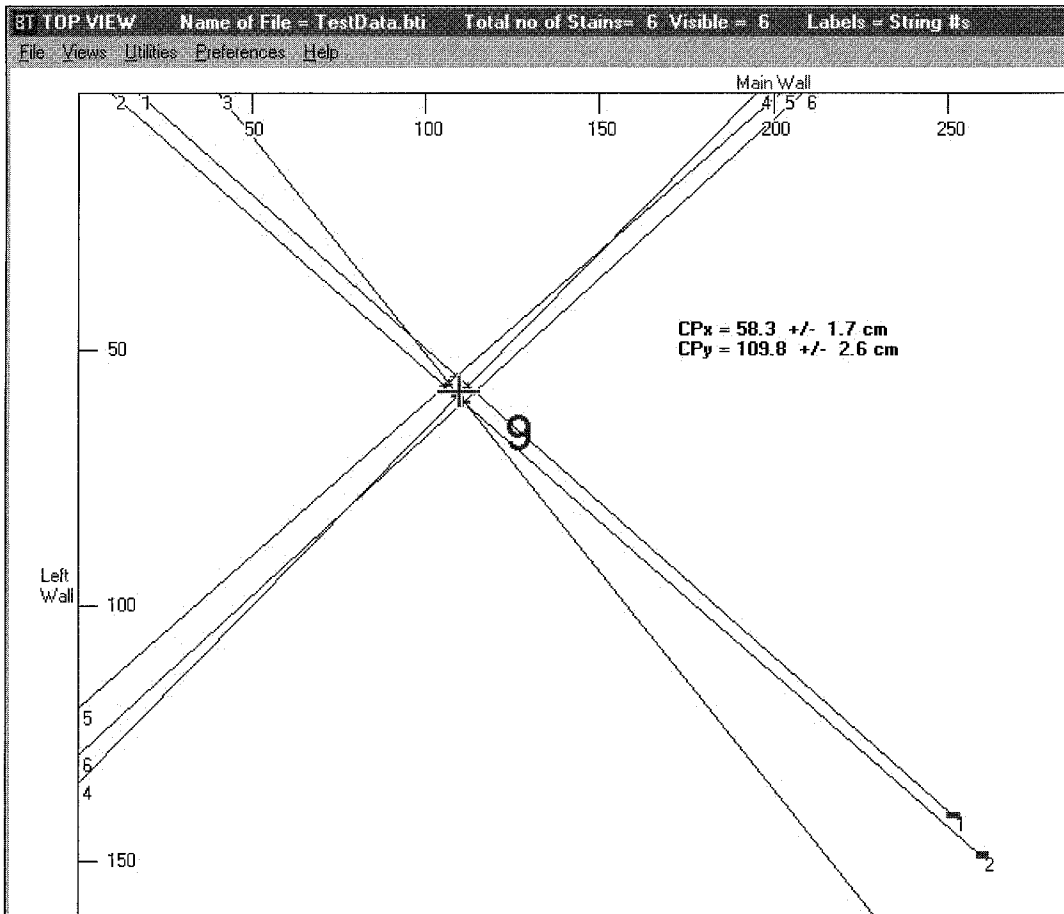 BT TOP VIEW Name of File = TestData.bti Total no of Stains= 6 Visible = 6 Labels = String #s
File Views Utilities Preferences Help
Main Wall
2 1 3 4 5 6
50 100 150 200 250
CPx = 58.3 +/- 1.7 cm
50
CPy = 109.8 +/- 2.6 cm
9
Left
Wall
100
5
6
4
1
150
2